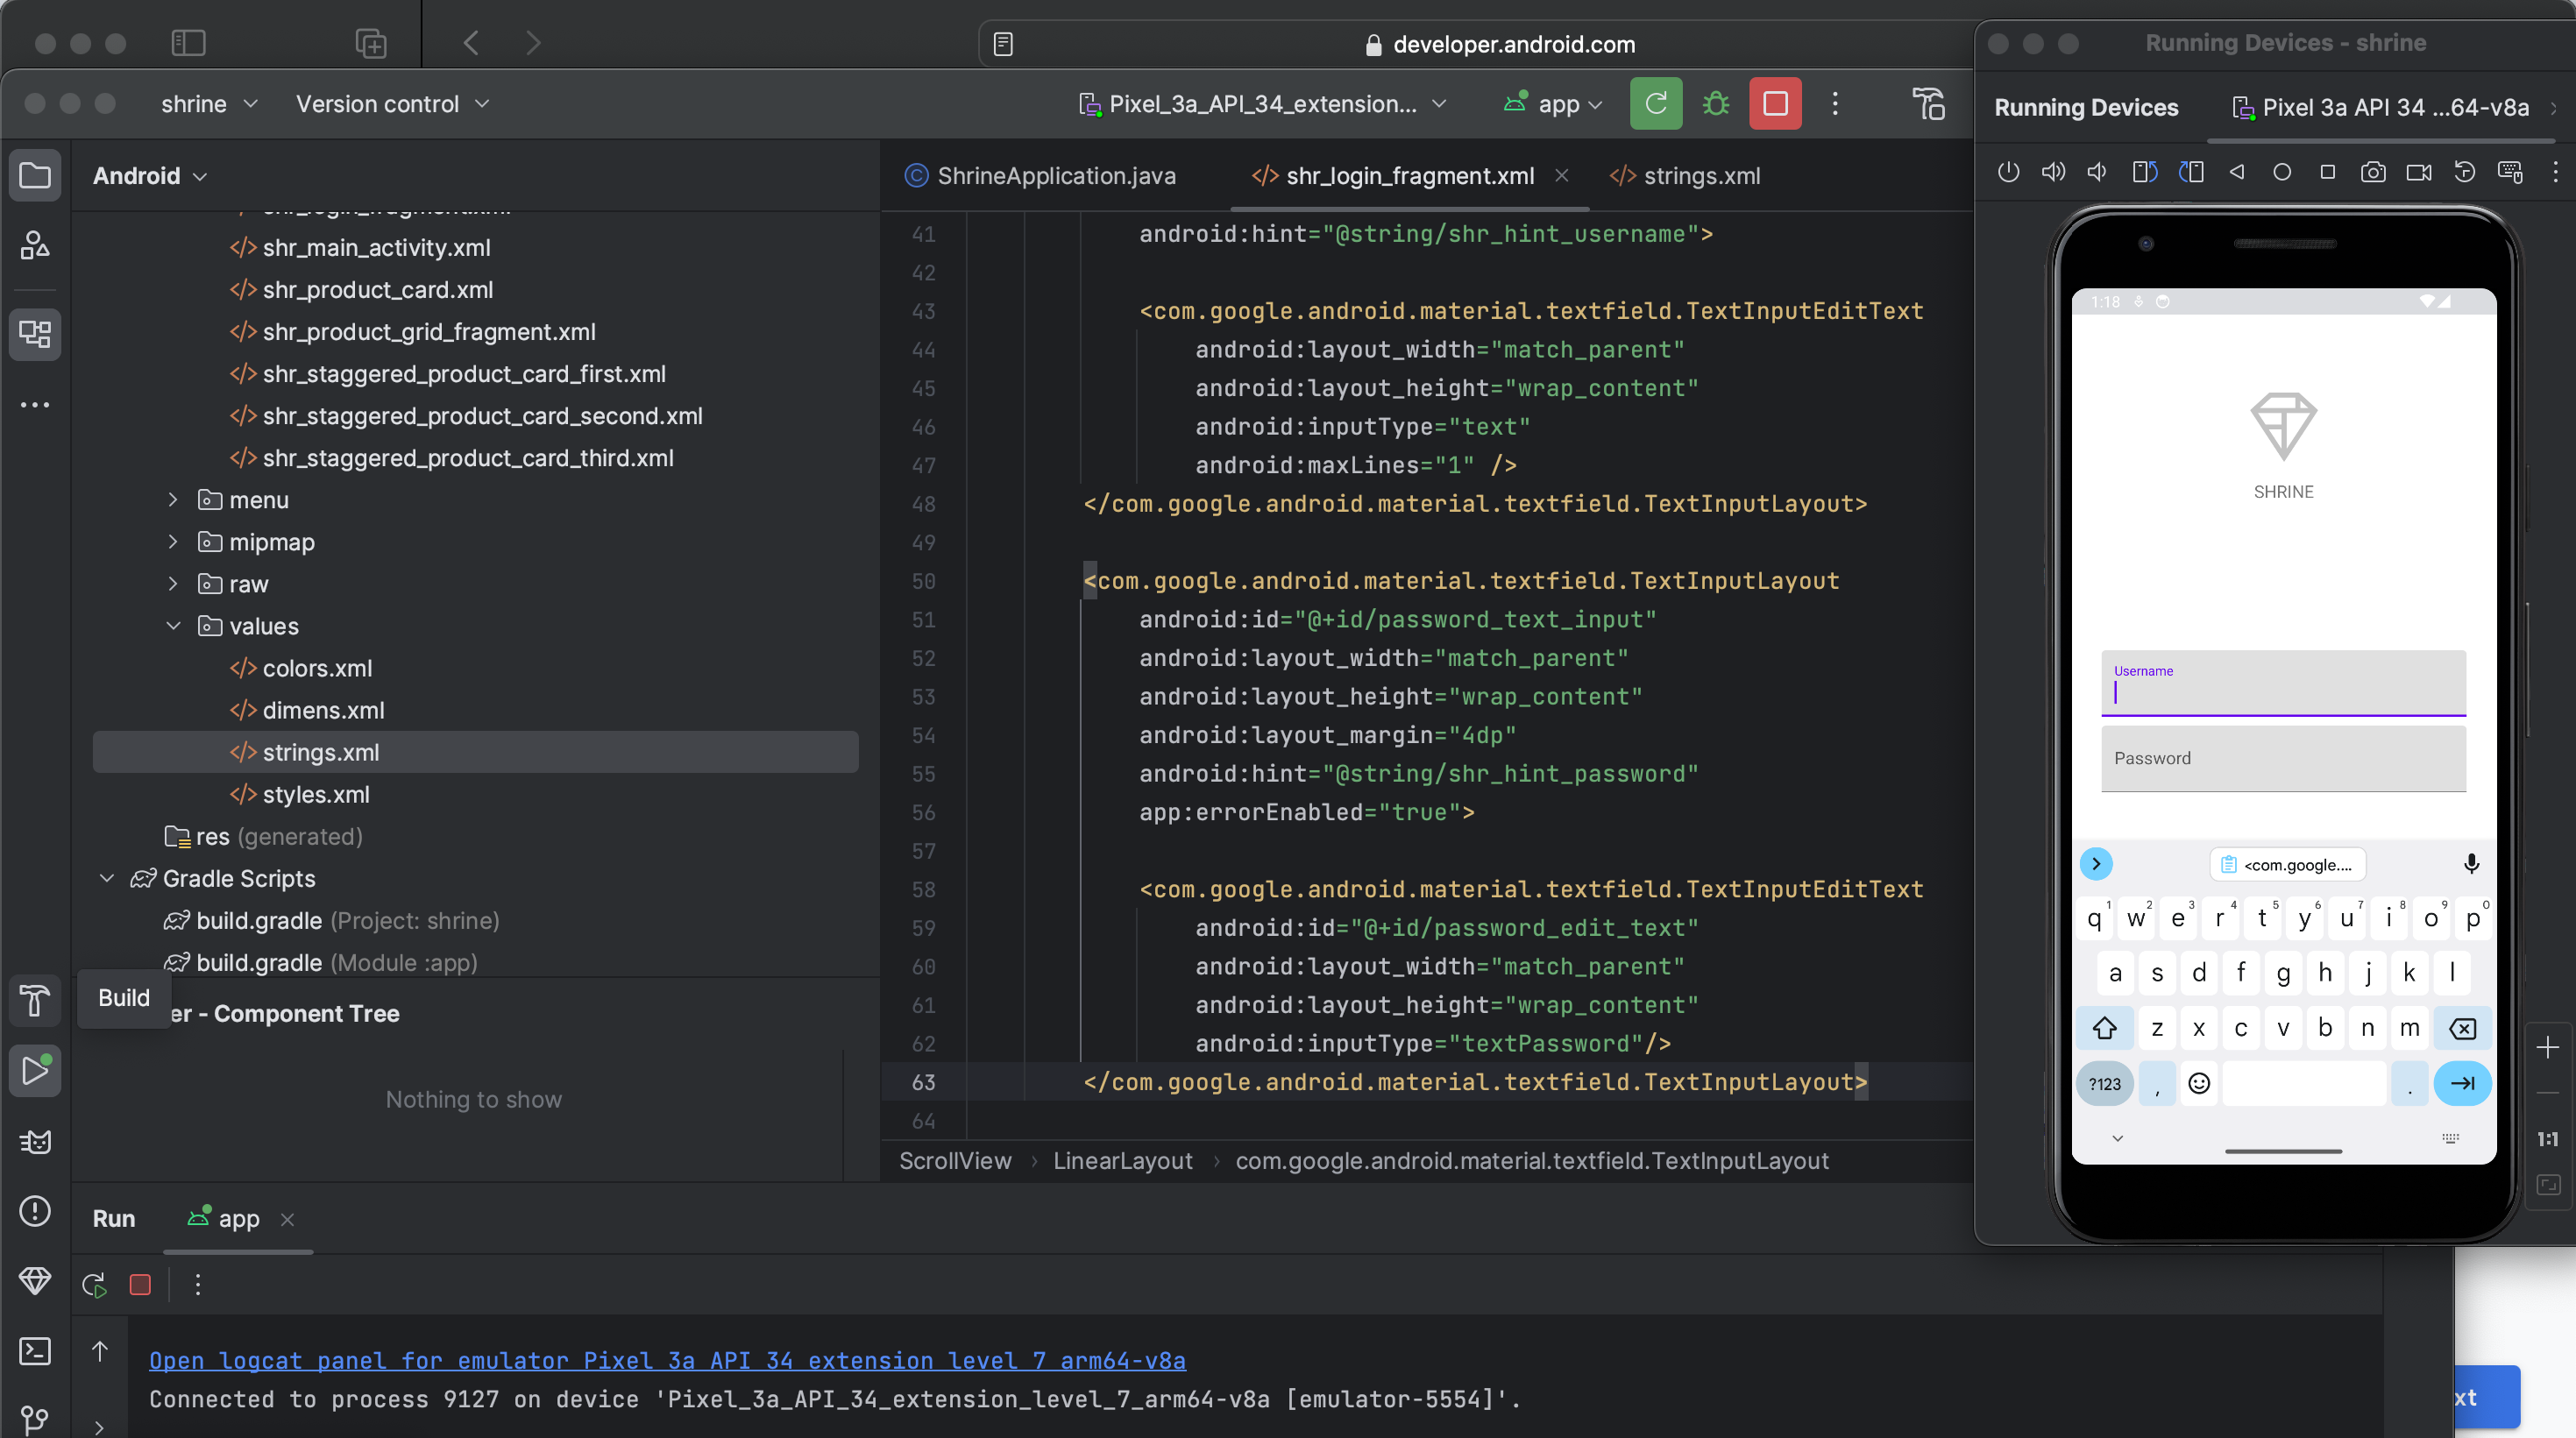 developer.android.com
shrine
Version control
Pixel_3a_API_34_extension...
app
Android
shr_main_activity.xml
shr_product_card.xml
shr_product_grid_fragment.xml
shr_staggered_product_card_first.xml
shr_staggered_product_card_second.xml
shr_staggered_product_card_third.xml
menu
mipmap
raw
values
colors.xml
dimens.xml
strings.xml
styles.xml
res (generated)
Gradle Scripts
build.gradle (Project: shrine)
build.gradle (Module :app)
Build
er - Component Tree
Nothing to show
ShrineApplication.java
shr_login_fragment.xml
strings.xml
41 android:hint="@string/shr_hint_username">
42
43 <com.google.android.material.textfield.TextInputEditText
44 android:layout_width="match_parent"
45 android:layout_height="wrap_content"
46 android:inputType="text"
47 android:maxLines="1" />
48 </com.google.android.material.textfield.TextInputLayout>
49
50 <com.google.android.material.textfield.TextInputLayout
51 android:id="@+id/password_text_input"
52 android:layout_width="match_parent"
53 android:layout_height="wrap_content"
54 android:layout_margin="4dp"
55 android:hint="@string/shr_hint_password"
56 app:errorEnabled="true">
57
58 <com.google.android.material.textfield.TextInputEditText
59 android:id="@+id/password_edit_text"
60 android:layout_width="match_parent"
61 android:layout_height="wrap_content"
62 android:inputType="textPassword"/>
63 </com.google.android.material.textfield.TextInputLayout>
64
ScrollView › LinearLayout › com.google.android.material.textfield.TextInputLayout
Run
app
Open logcat panel for emulator Pixel 3a API 34 extension level 7 arm64-v8a
Connected to process 9127 on device 'Pixel_3a_API_34_extension_level_7_arm64-v8a [emulator-5554]'.
Running Devices - shrine
Running Devices
Pixel 3a API 34 ...64-v8a
1:18
SHRINE
Username
Password
<com.google....
q1 w2 e3 r4 t5 y6 u7 i8 o9 p0
a s d f g h j k l
z x c v b n m
?123 , .
1:1
xt